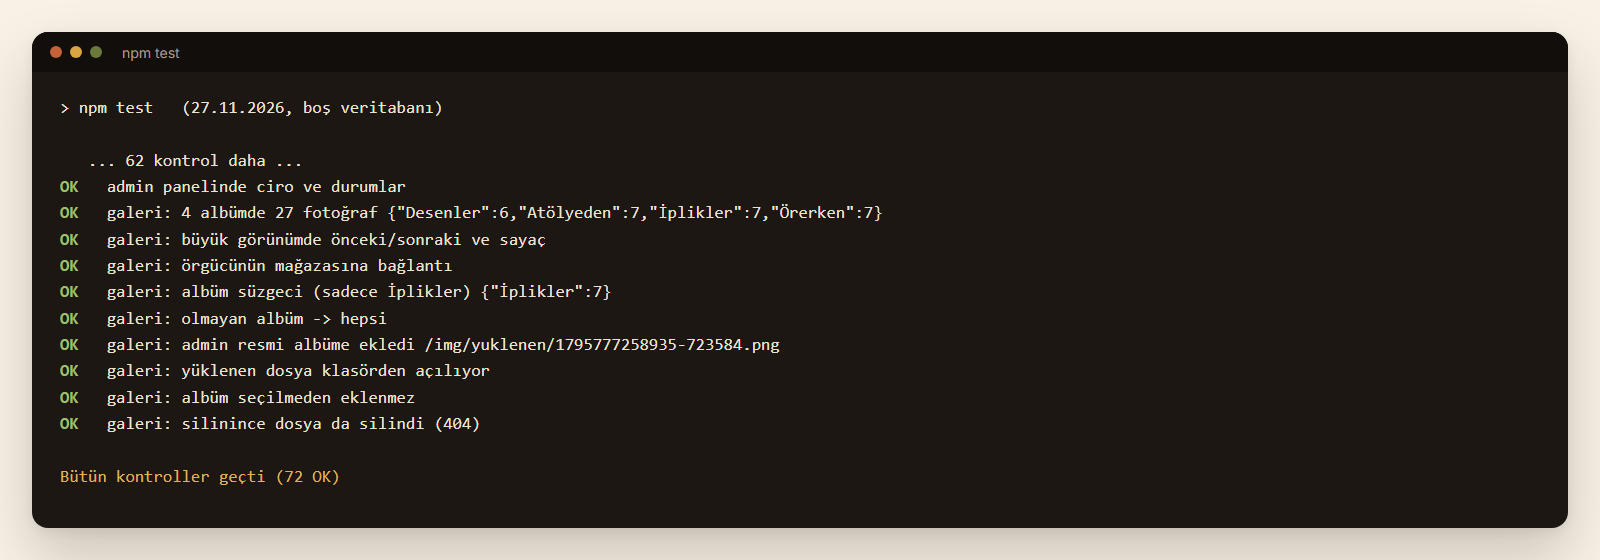 npm test
> npm test (27.11.2026, boş veritabanı)
... 62 kontrol daha ...
OK admin panelinde ciro ve durumlar
OK galeri: 4 albümde 27 fotoğraf {"Desenler":6,"Atölyeden":7,"İplikler":7,"Örerken":7}
OK galeri: büyük görünümde önceki/sonraki ve sayaç
OK galeri: örgücünün mağazasına bağlantı
OK galeri: albüm süzgeci (sadece İplikler) {"İplikler":7}
OK galeri: olmayan albüm -> hepsi
OK galeri: admin resmi albüme ekledi /img/yuklenen/1795777258935-723584.png
OK galeri: yüklenen dosya klasörden açılıyor
OK galeri: albüm seçilmeden eklenmez
OK galeri: silinince dosya da silindi (404)
Bütün kontroller geçti (72 OK)